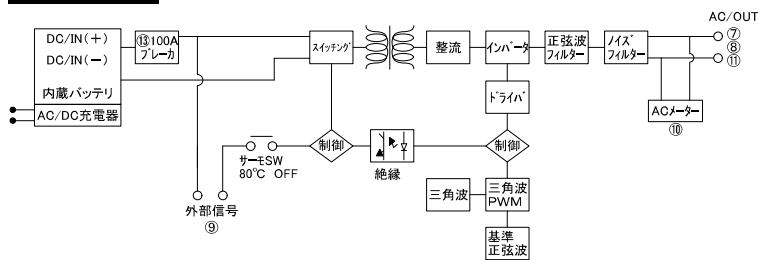 AC/OUT
DC/IN(+)
DC/IN(−)
内蔵バッテリ
AC/DC充電器
⑬100A
ブレーカ
スイッチング
整流
インバータ
正弦波
フィルター
ノイズ
フィルター
⑦
⑧
⑪
ドライバ
ACメーター
⑩
サーモSW
80℃ OFF
制御
絶縁
制御
外部信号
⑨
三角波
三角波
PWM
基準
正弦波